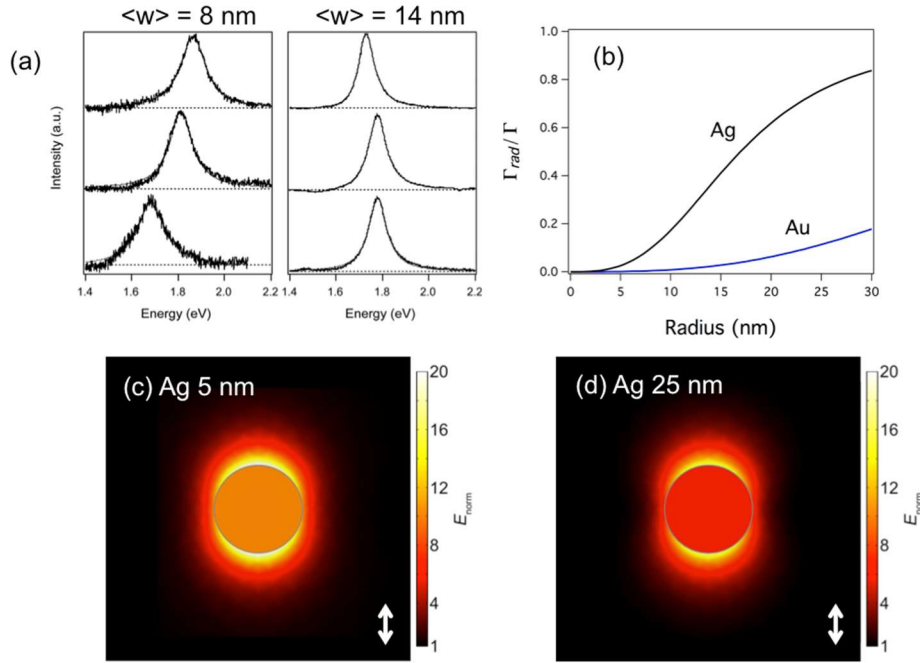 <w> = 8 nm
<w> = 14 nm
(a)
Intensity (a.u.)
1.4 1.6 1.8 2.0 2.2
Energy (eV)
1.4 1.6 1.8 2.0 2.2
Energy (eV)
(b)
Γrad / Γ
1.0
0.8
0.6
0.4
0.2
0.0
Ag
Au
0 5 10 15 20 25 30
Radius (nm)
(c) Ag 5 nm
20
16
12
8
4
1
Enorm
(d) Ag 25 nm
20
16
12
8
4
1
Enorm